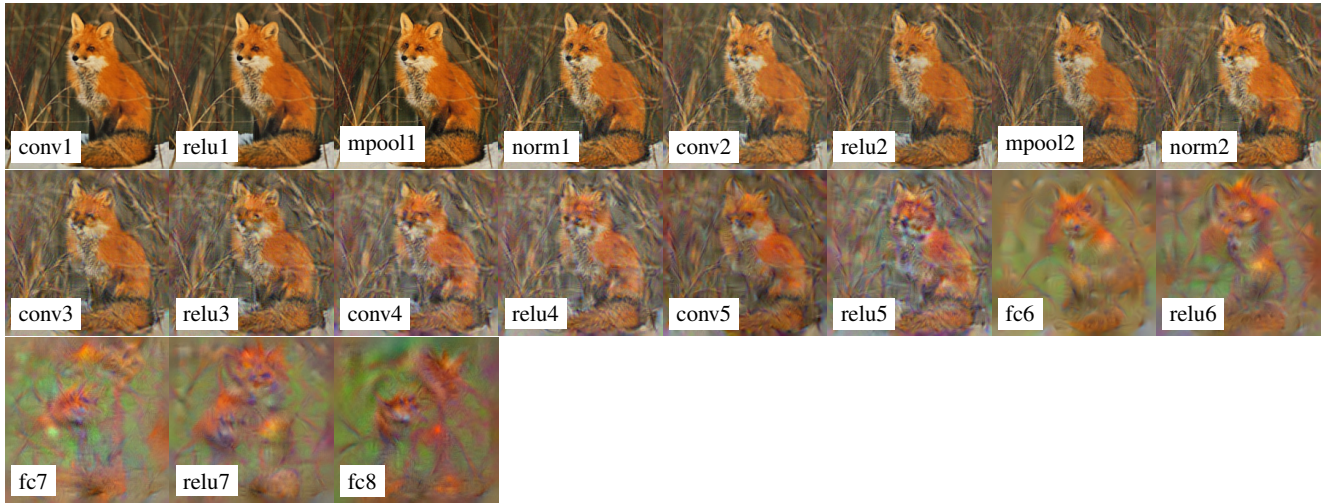 conv1 relu1 mpool1 norm1 conv2 relu2 mpool2 norm2
conv3 relu3 conv4 relu4 conv5 relu5 fc6 relu6
fc7 relu7 fc8